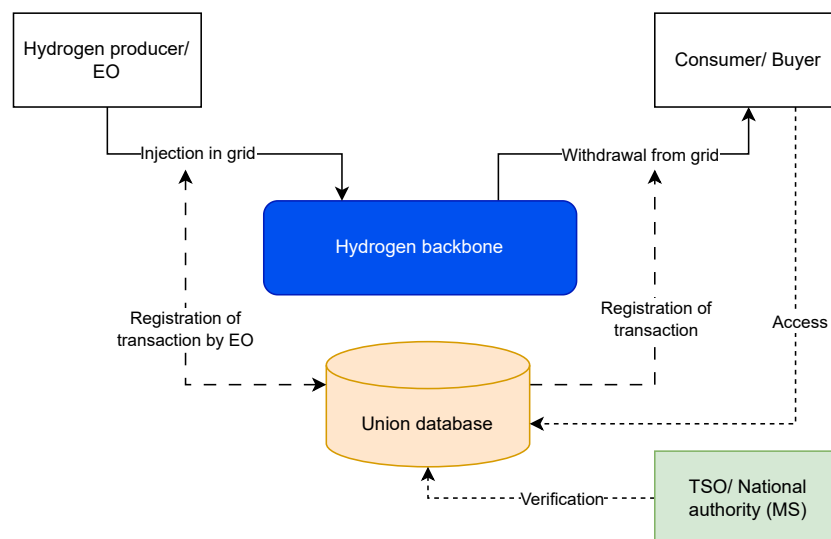 Hydrogen producer/
EO
Consumer/ Buyer
Injection in grid
Withdrawal from grid
Hydrogen backbone
Registration of
transaction by EO
Registration of
transaction
Access
Union database
Verification
TSO/ National
authority (MS)